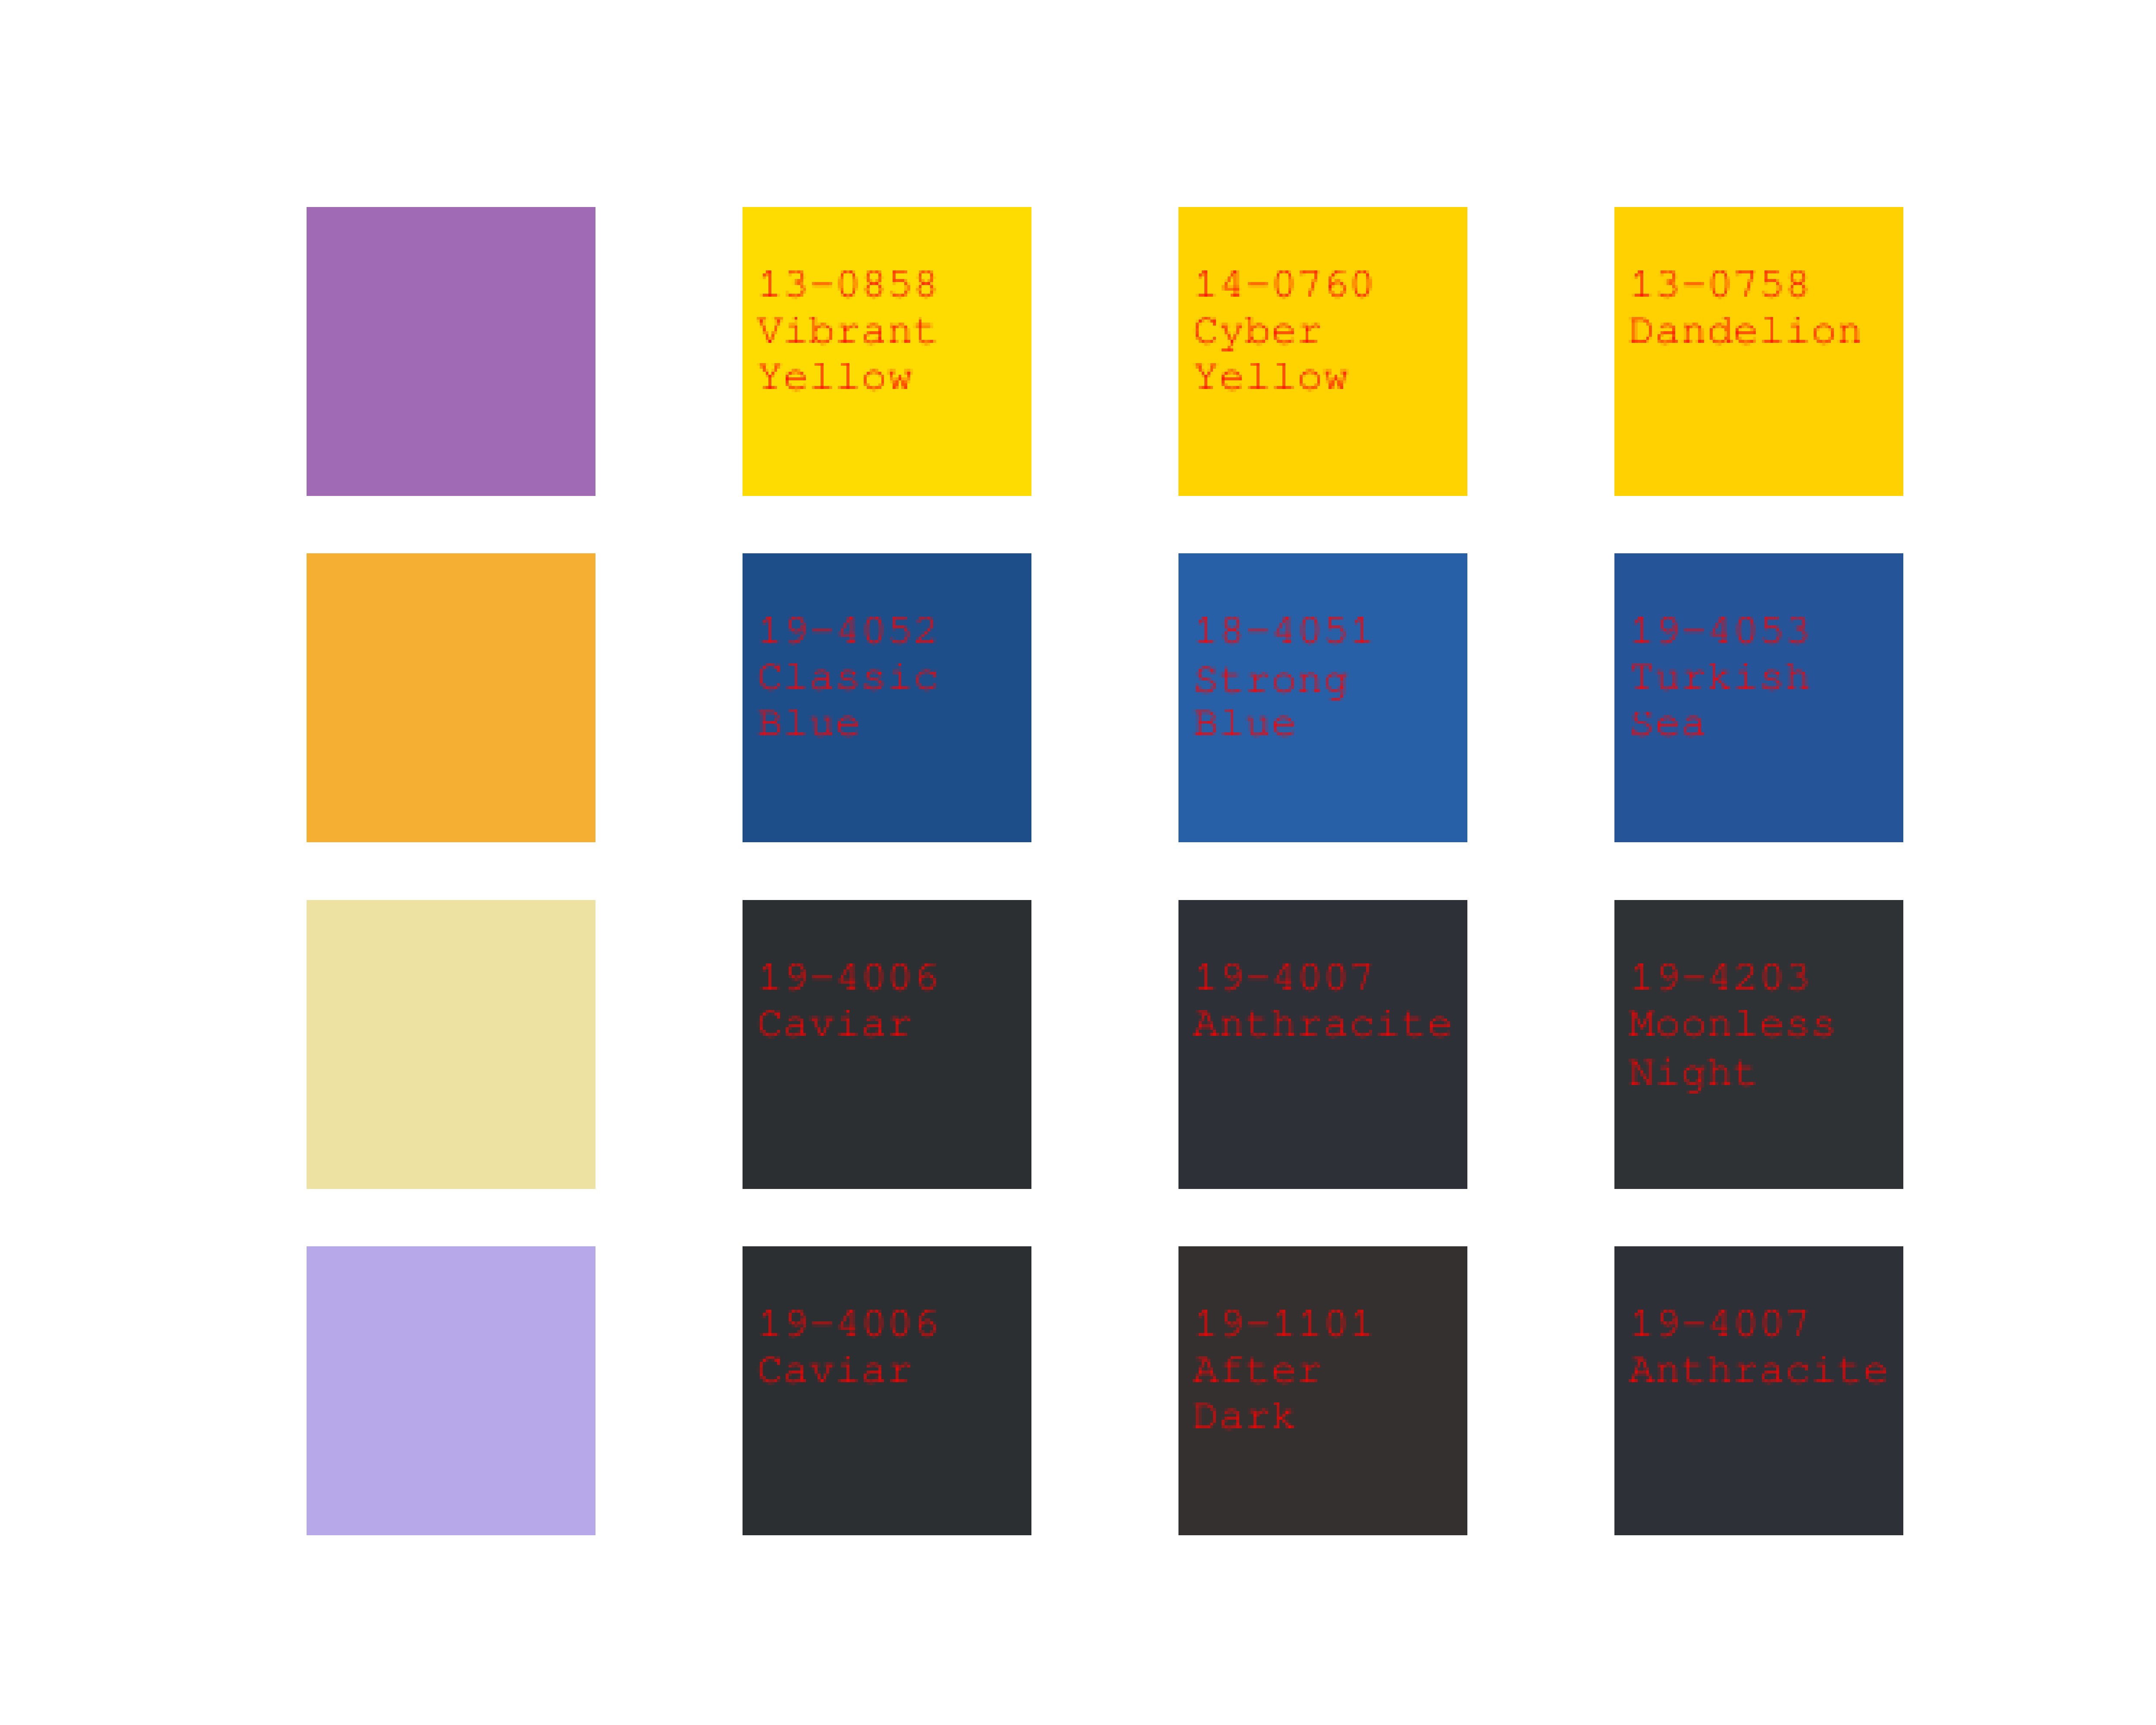 13-0858
Vibrant
Yellow
14-0760
Cyber
Yellow
13-0758
Dandelion
19-4052
Classic
Blue
18-4051
Strong
Blue
19-4053
Turkish
Sea
19-4006
Caviar
19-4007
Anthracite
19-4203
Moonless
Night
19-4006
Caviar
19-1101
After
Dark
19-4007
Anthracite